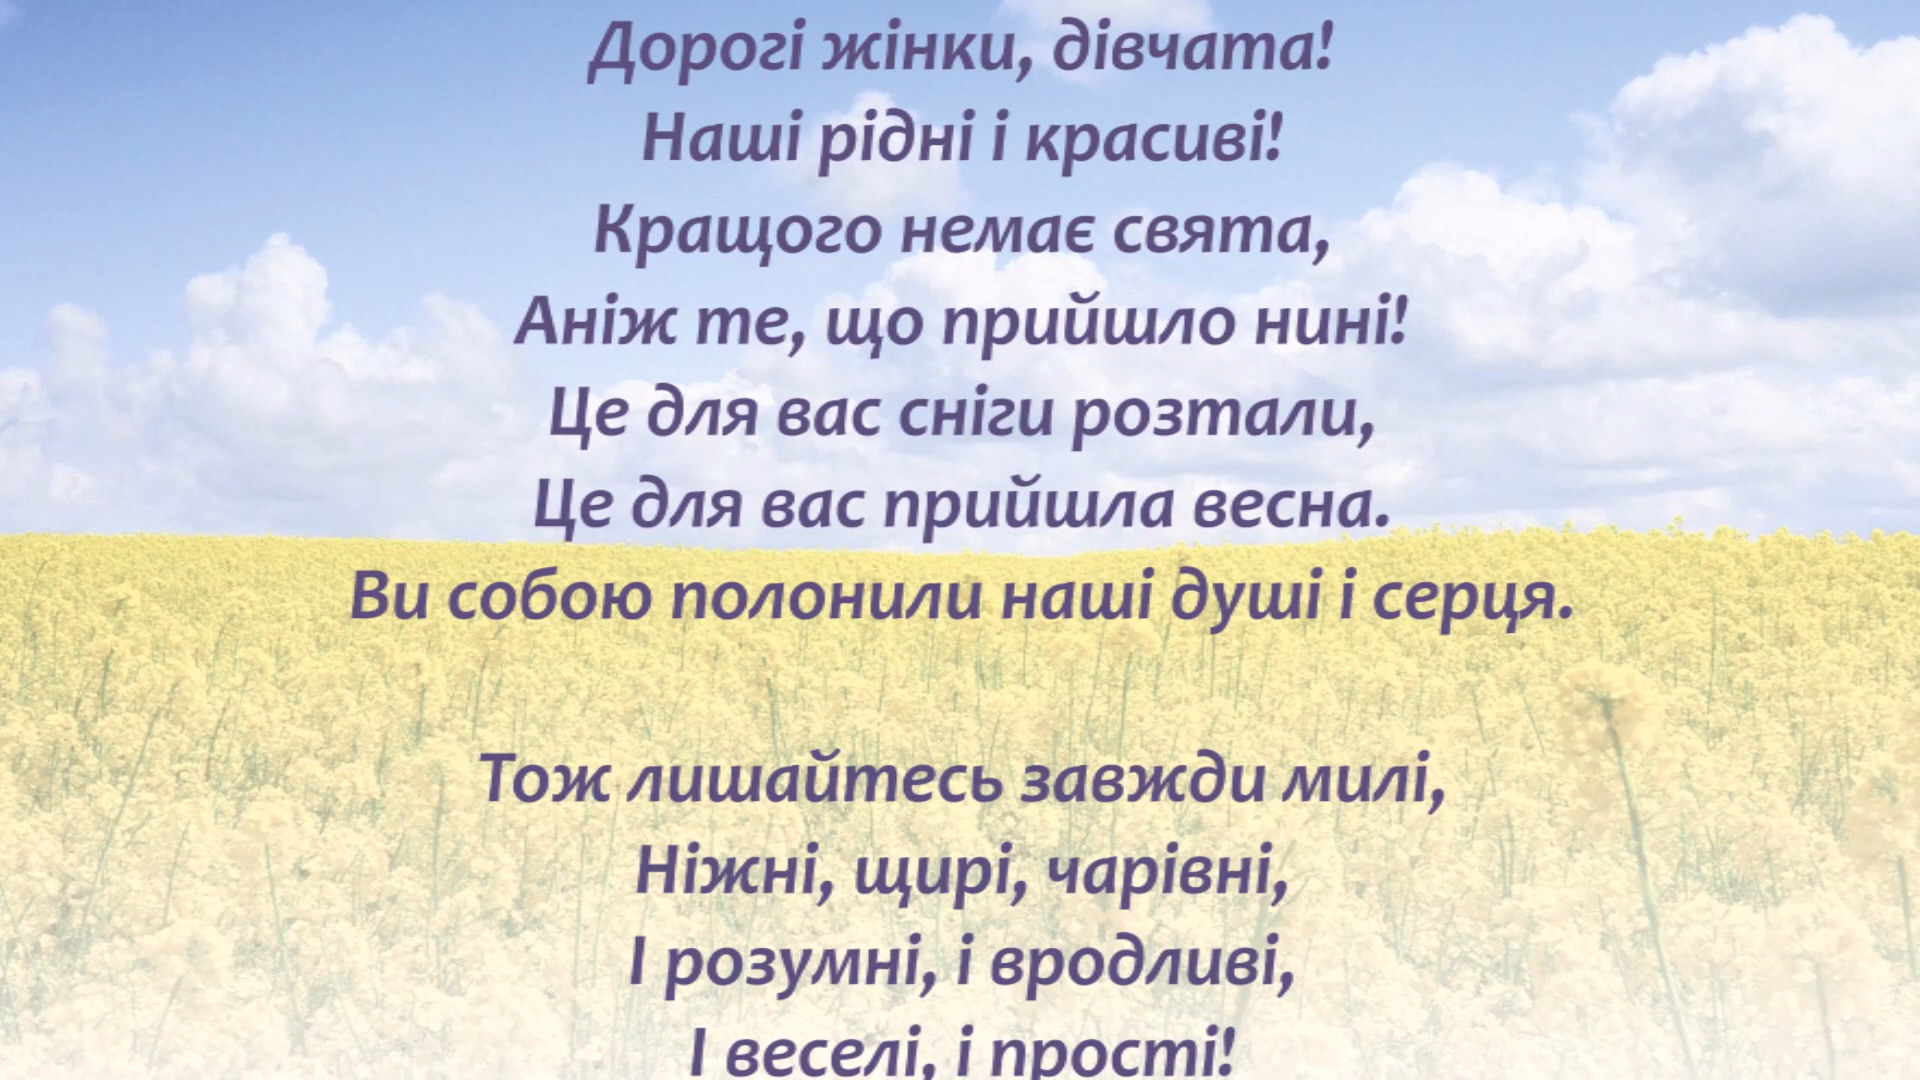 Дорогі жінки, дівчата!
Наші рідні і красиві!
Кращого немає свята,
Аніж те, що прийшло нині!
Це для вас сніги розтали,
Це для вас прийшла весна.
Ви собою полонили наші душі і серця.
Тож лишайтесь завжди милі,
Ніжні, щирі, чарівні,
І розумні, і вродливі,
І веселі, і прості!